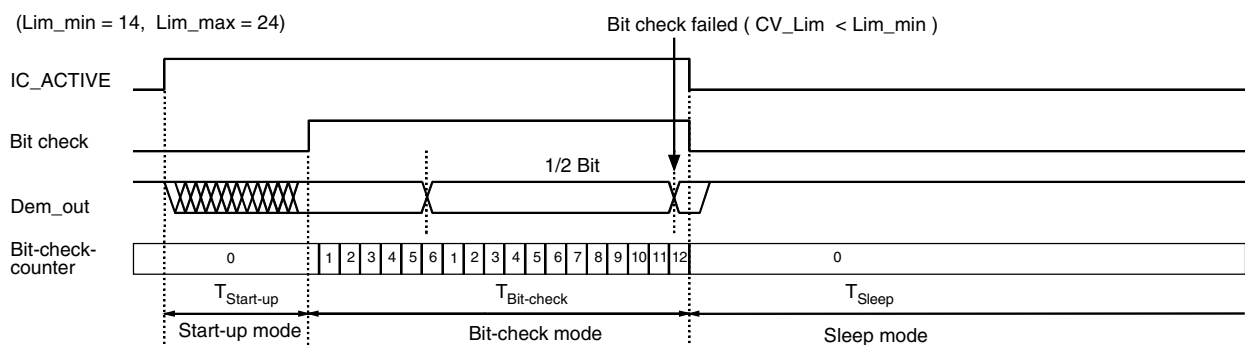 (Lim_min = 14, Lim_max = 24)
Bit check failed ( CV_Lim < Lim_min )
IC_ACTIVE
Bit check
1/2 Bit
Dem_out
Bit-check-
counter
0 1 2 3 4 5 6 1 2 3 4 5 6 7 8 9 10 11 12 0
TStart-up TBit-check TSleep
Start-up mode Bit-check mode Sleep mode